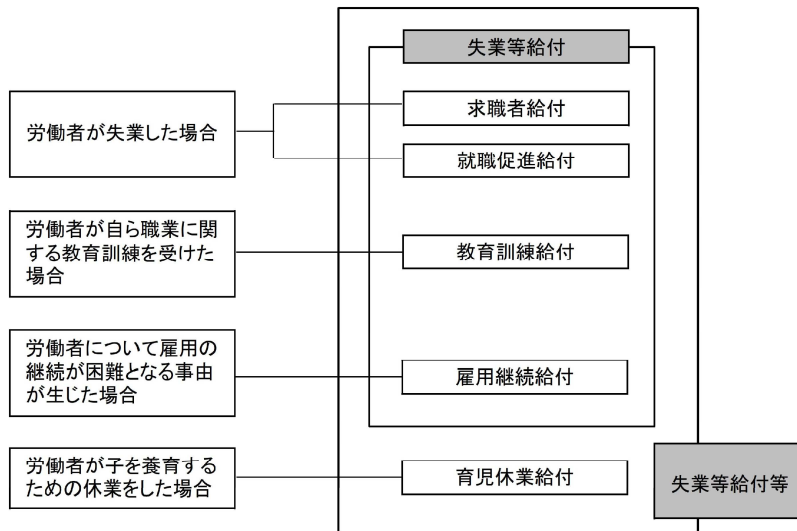 失業等給付
労働者が失業した場合
求職者給付
就職促進給付
労働者が自ら職業に関
する教育訓練を受けた
場合
教育訓練給付
労働者について雇用の
継続が困難となる事由
が生じた場合
雇用継続給付
労働者が子を養育する
ための休業をした場合
育児休業給付
失業等給付等